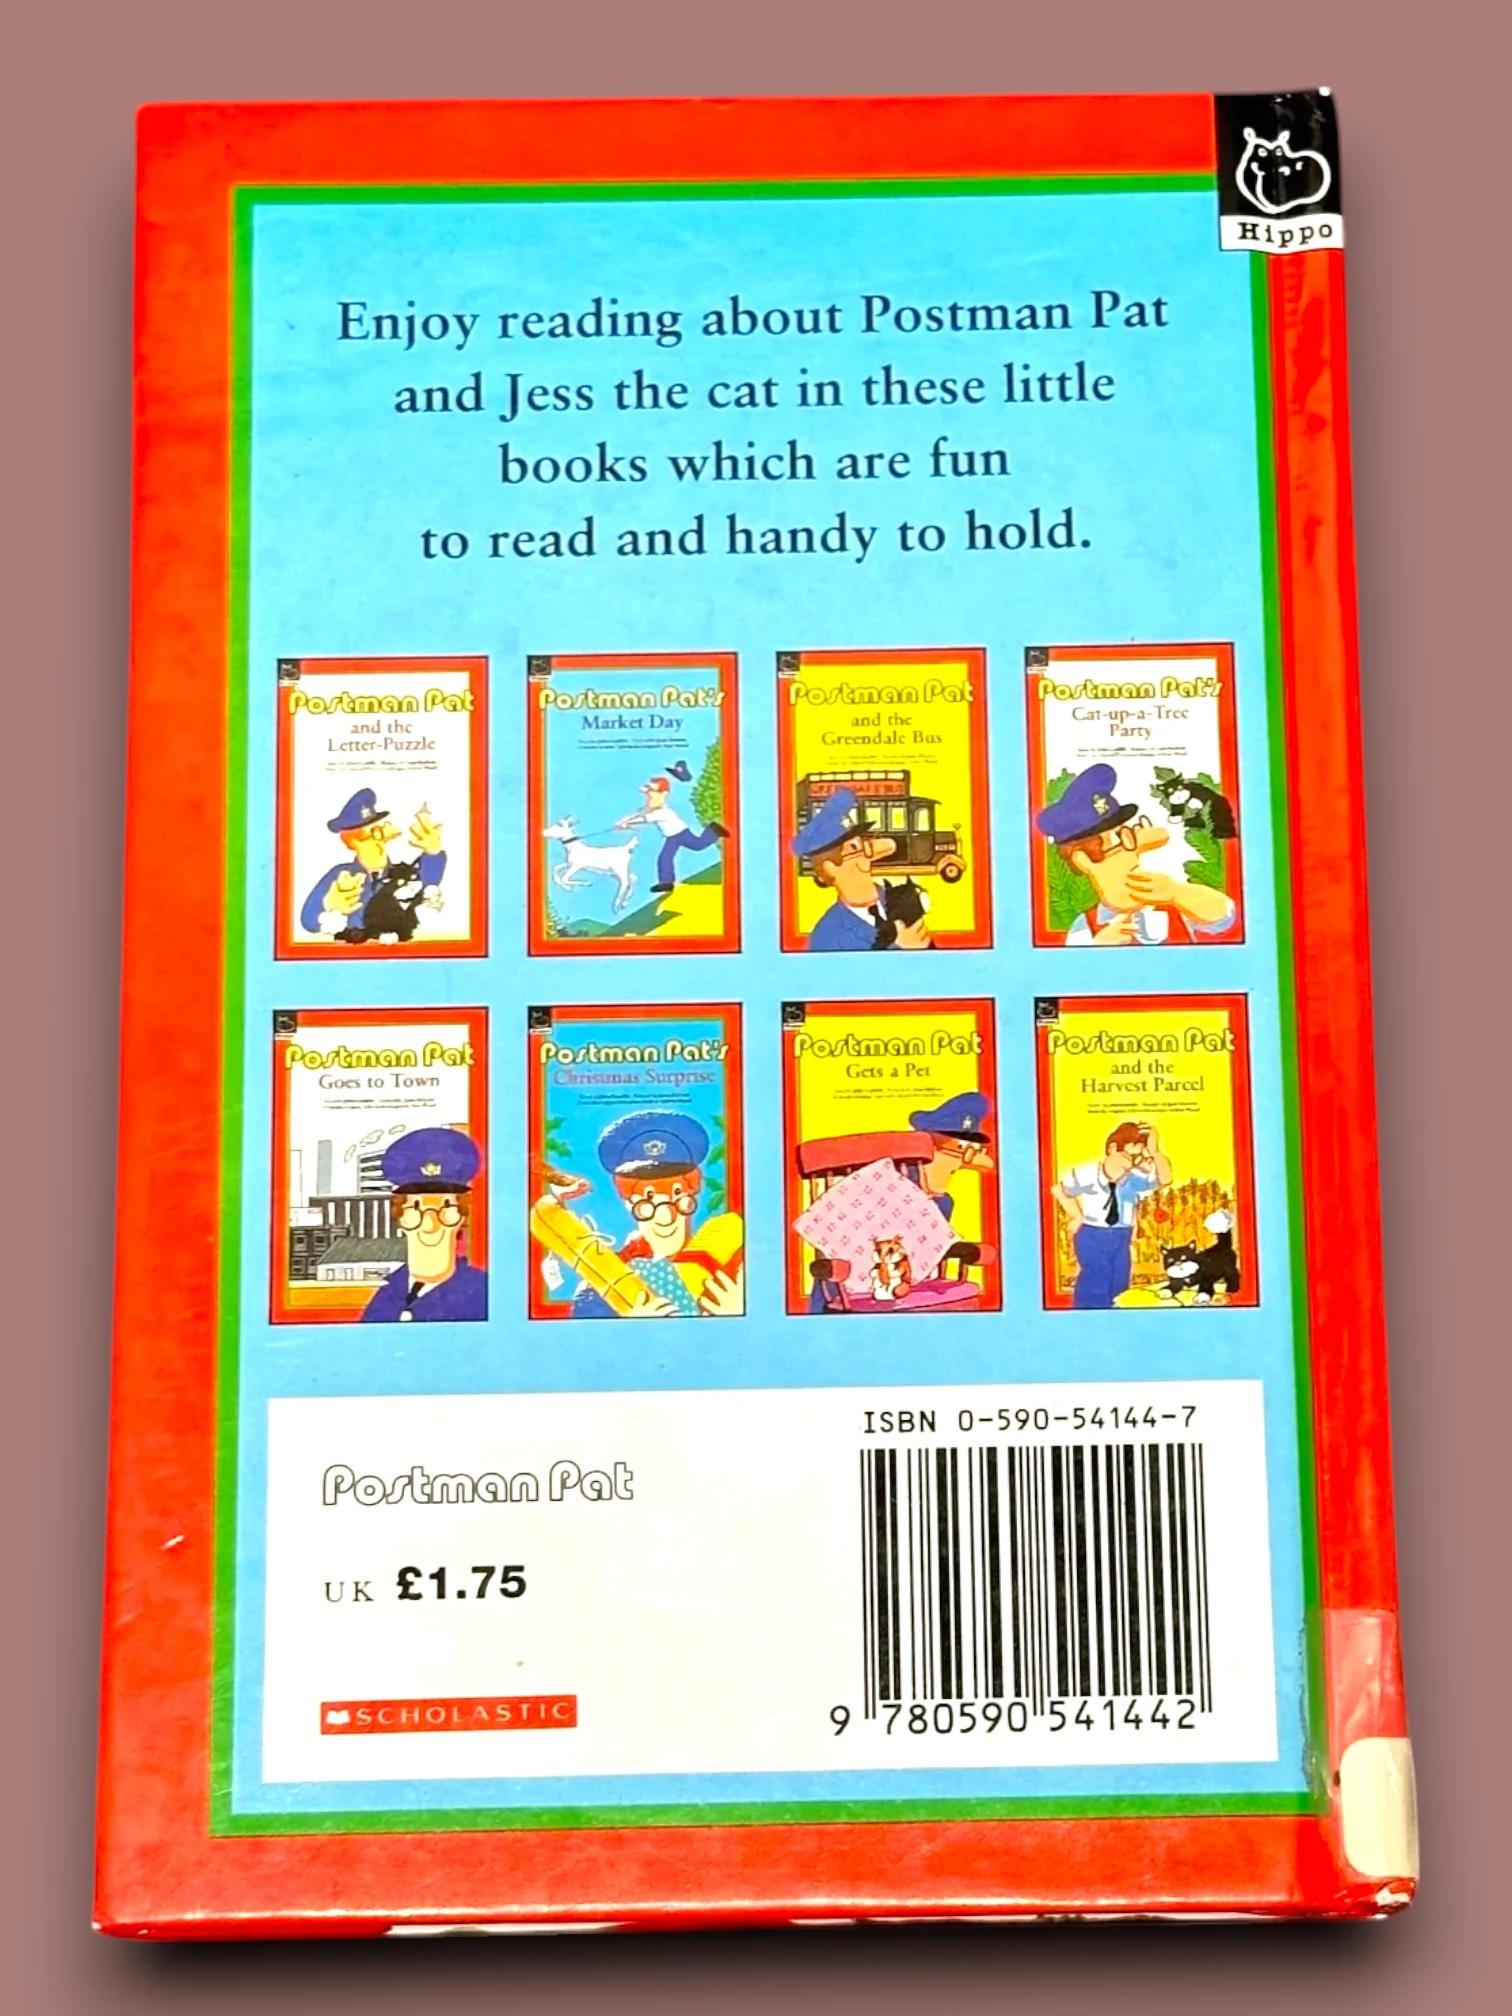 Hippo
Enjoy reading about Postman Pat
and Jess the cat in these little
books which are fun
to read and handy to hold.
Postman Pat
and the
Letter-Puzzle
Postman Pat's
Market Day
Postman Pat
and the
Greendale Bus
Postman Pat's
Cat-up-a-Tree
Party
Postman Pat
Goes to Town
Postman Pat's
Christmas Surprise
Postman Pat
Gets a Pet
Postman Pat
and the
Harvest Parcel
ISBN 0-590-54144-7
Postman Pat
UK £1.75
SCHOLASTIC
9 780590 541442